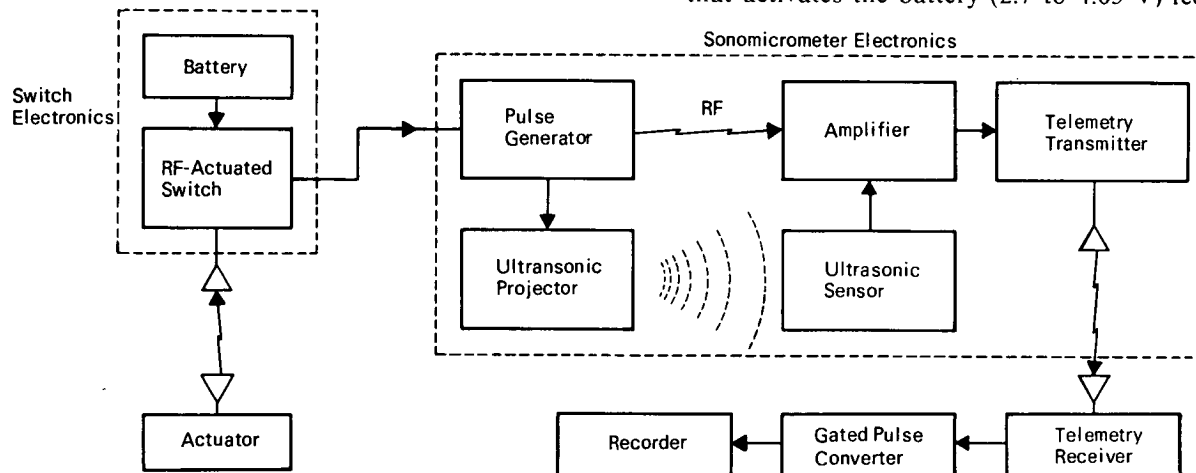 that activates the battery (2.7 to 4.05 V)
Sonomicrometer Electronics
Switch
Electronics
Battery
RF-Actuated
Switch
Actuator
Pulse
Generator
RF
Amplifier
Telemetry
Transmitter
Ultransonic
Projector
Ultrasonic
Sensor
Recorder
Gated Pulse
Converter
Telemetry
Receiver